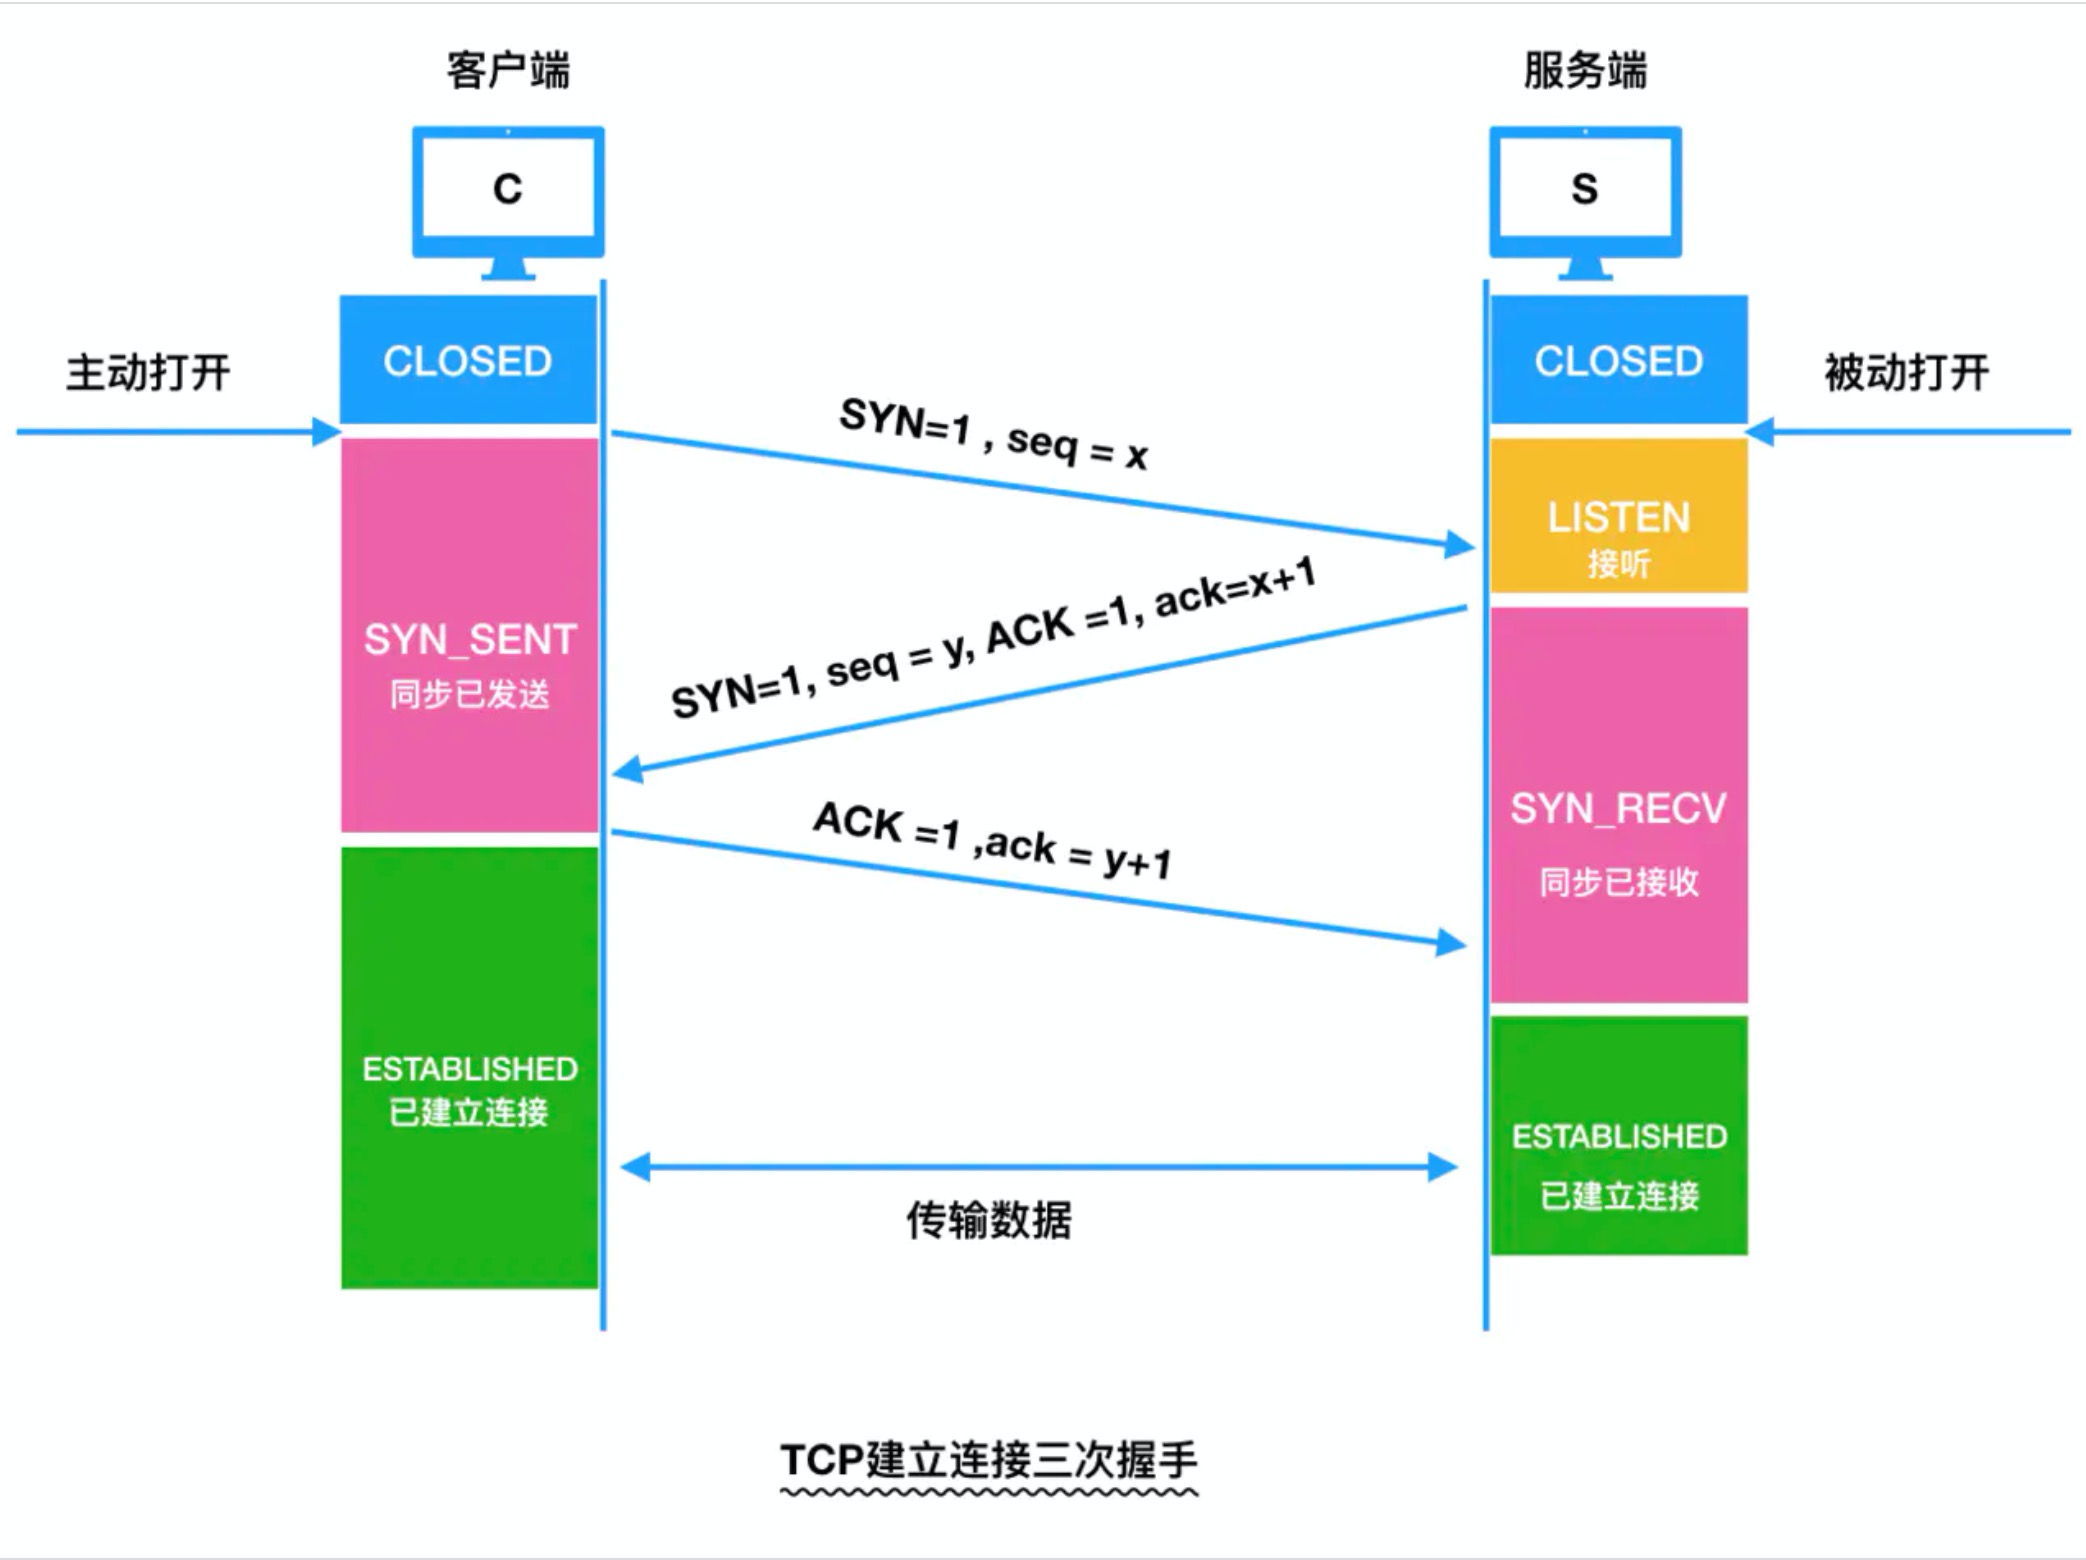 客户端
服务端
C
S
CLOSED
CLOSED
主动打开
被动打开
SYN=1 , seq = x
LISTEN
接听
SYN=1, seq = y, ACK =1, ack=x+1
SYN_SENT
同步已发送
SYN_RECV
同步已接收
ACK =1 ,ack = y+1
ESTABLISHED
已建立连接
ESTABLISHED
已建立连接
传输数据
TCP建立连接三次握手